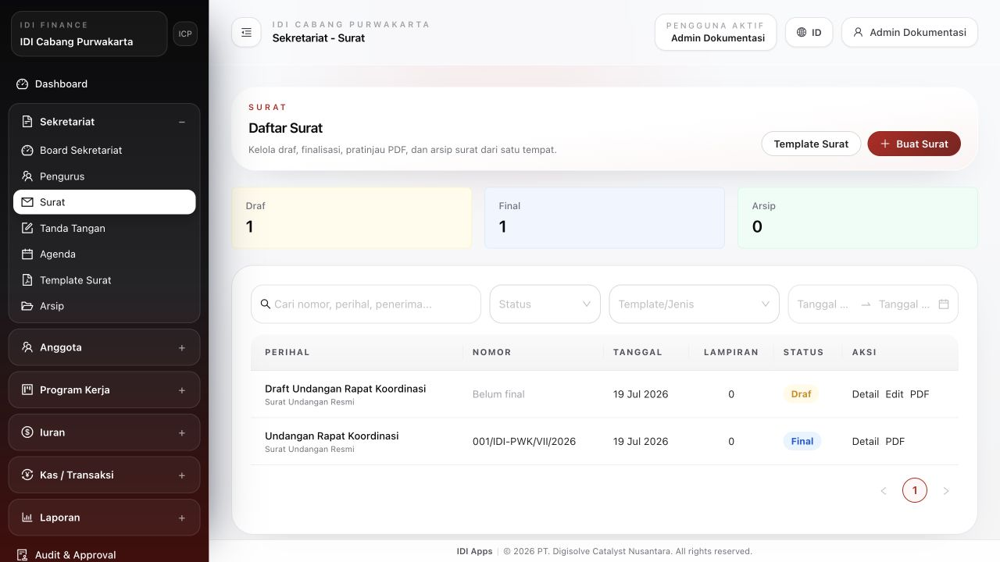 IDI FINANCE
IDI Cabang Purwakarta
ICP
Dashboard
Sekretariat
Board Sekretariat
Pengurus
Surat
Tanda Tangan
Agenda
Template Surat
Arsip
Anggota
Program Kerja
Iuran
Kas / Transaksi
Laporan
Audit & Approval
IDI CABANG PURWAKARTA
Sekretariat - Surat
PENGGUNA AKTIF
Admin Dokumentasi
ID
Admin Dokumentasi
SURAT
Daftar Surat
Kelola draf, finalisasi, pratinjau PDF, dan arsip surat dari satu tempat.
Template Surat
+ Buat Surat
Draf
1
Final
1
Arsip
0
Cari nomor, perihal, penerima...
Status
Template/Jenis
Tanggal ... → Tanggal ...
PERIHAL NOMOR TANGGAL LAMPIRAN STATUS AKSI
Draft Undangan Rapat Koordinasi
Surat Undangan Resmi
Belum final 19 Jul 2026 0 Draf Detail Edit PDF
Undangan Rapat Koordinasi
Surat Undangan Resmi
001/IDI-PWK/VII/2026 19 Jul 2026 0 Final Detail PDF
< 1 >
IDI Apps | © 2026 PT. Digisolve Catalyst Nusantara. All rights reserved.